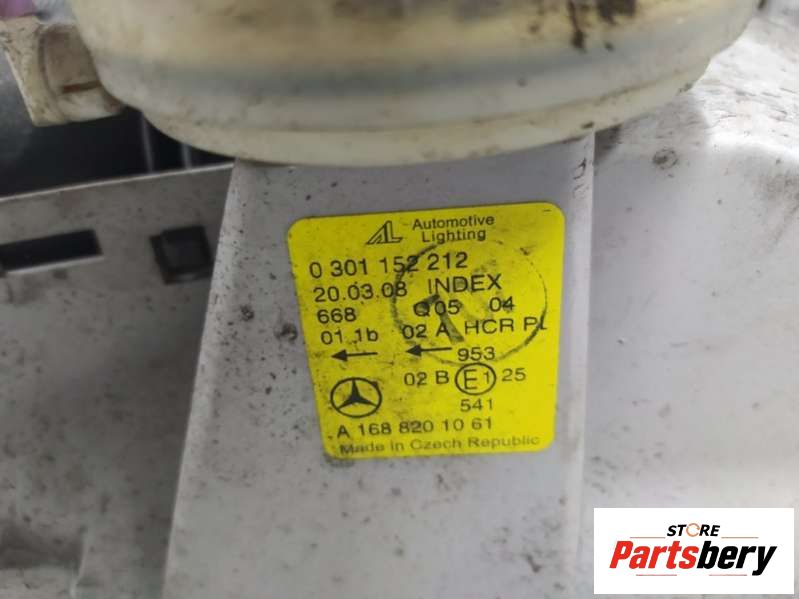 AL Automotive
Lighting
0 301 152 212
20.03.08 INDEX
668 Q05 04
01.1b 02 A HCR PL
953
02 B E1 25
541
A 168 820 10 61
Made in Czech Republic
STORE
Partsbery